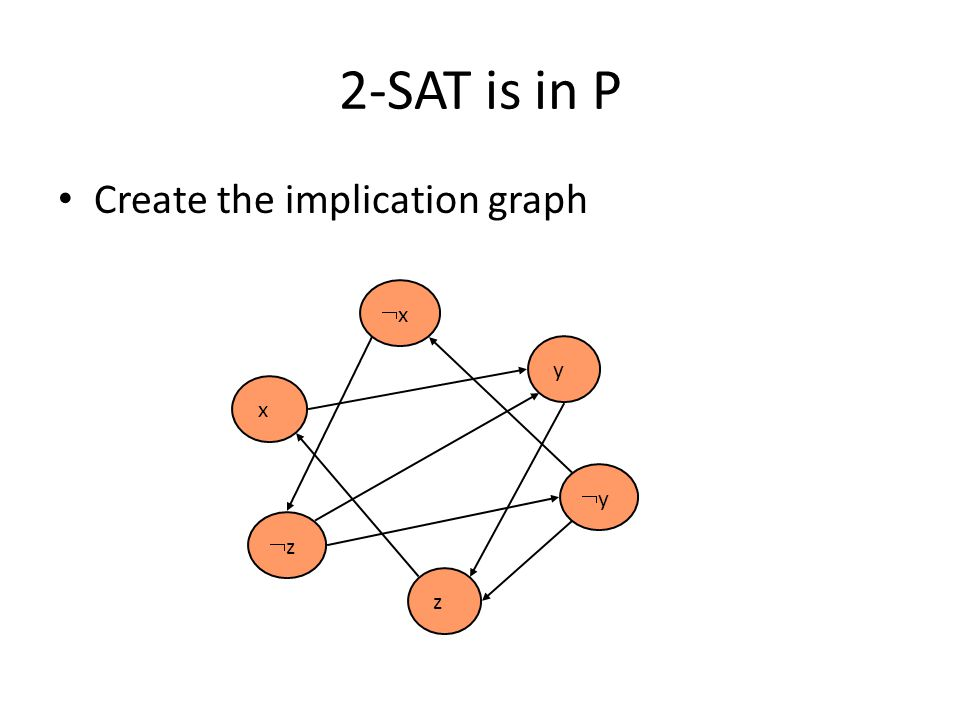 2-SAT is in P
• Create the implication graph
¬x
y
x
¬y
¬z
z